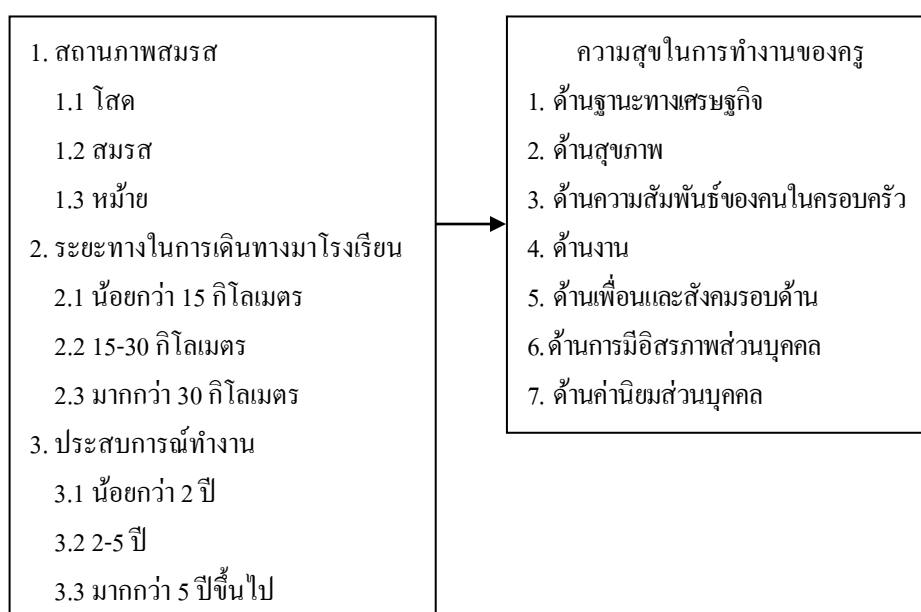 1. สถานภาพสมรส
1.1 โสด
1.2 สมรส
1.3 หม้าย
2. ระยะทางในการเดินทางมาโรงเรียน
2.1 น้อยกว่า 15 กิโลเมตร
2.2 15-30 กิโลเมตร
2.3 มากกว่า 30 กิโลเมตร
3. ประสบการณ์ทำงาน
3.1 น้อยกว่า 2 ปี
3.2 2-5 ปี
3.3 มากกว่า 5 ปีขึ้นไป
ความสุขในการทำงานของครู
1. ด้านฐานะทางเศรษฐกิจ
2. ด้านสุขภาพ
3. ด้านความสัมพันธ์ของคนในครอบครัว
4. ด้านงาน
5. ด้านเพื่อนและสังคมรอบด้าน
6. ด้านการมีอิสรภาพส่วนบุคคล
7. ด้านค่านิยมส่วนบุคคล